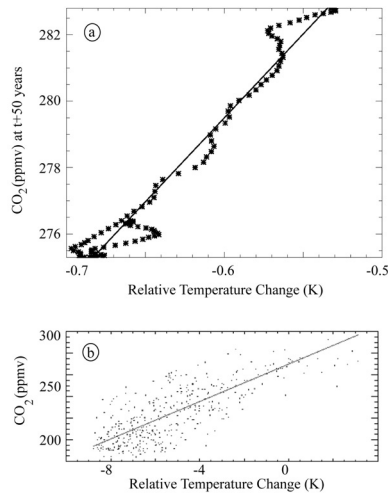 a
282
280
278
276
CO2 (ppmv) at t+50 years
-0.7
-0.6
-0.5
Relative Temperature Change (K)
b
300
250
200
CO2 (ppmv)
-8
-4
0
Relative Temperature Change (K)